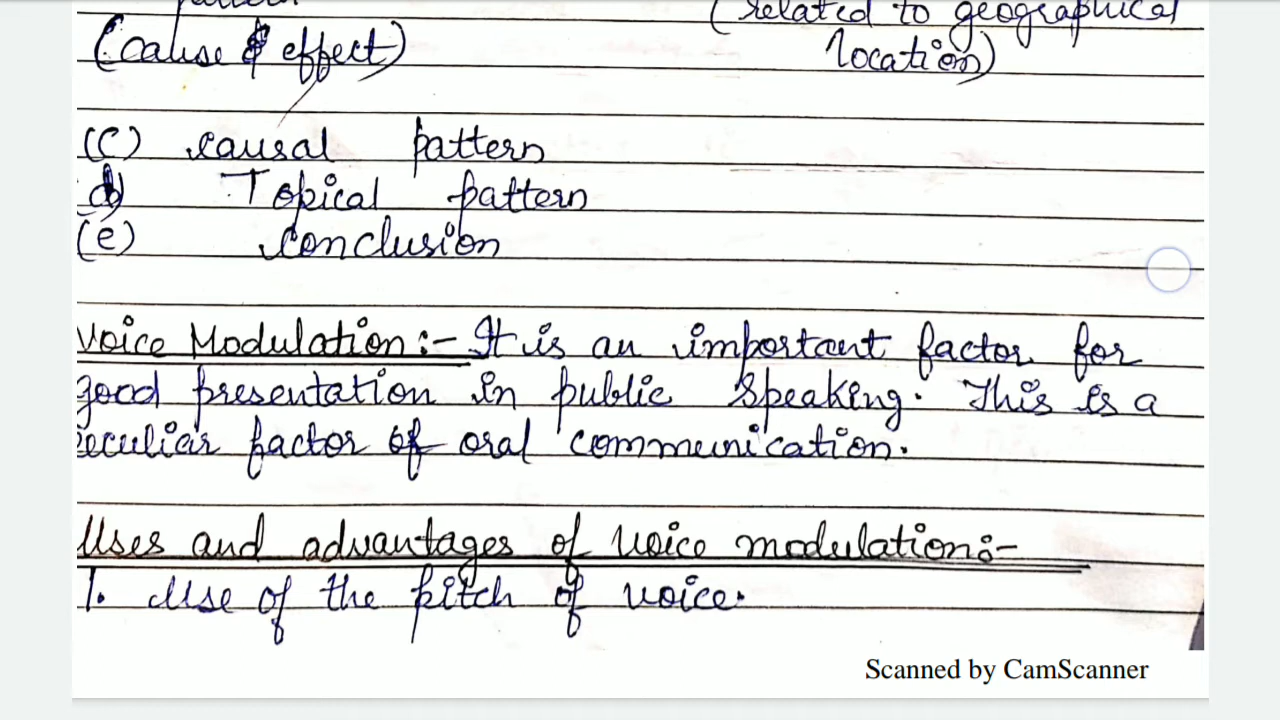 pattern (related to geographical
(cause & effect) location)
(c) causal pattern
d) Topical pattern
(e) conclusion
Voice Modulation :- It is an important factor for
good presentation in public speaking. This is a
peculiar factor of oral communication.
Uses and advantages of voice modulation:-
1. Use of the pitch of voice.
Scanned by CamScanner